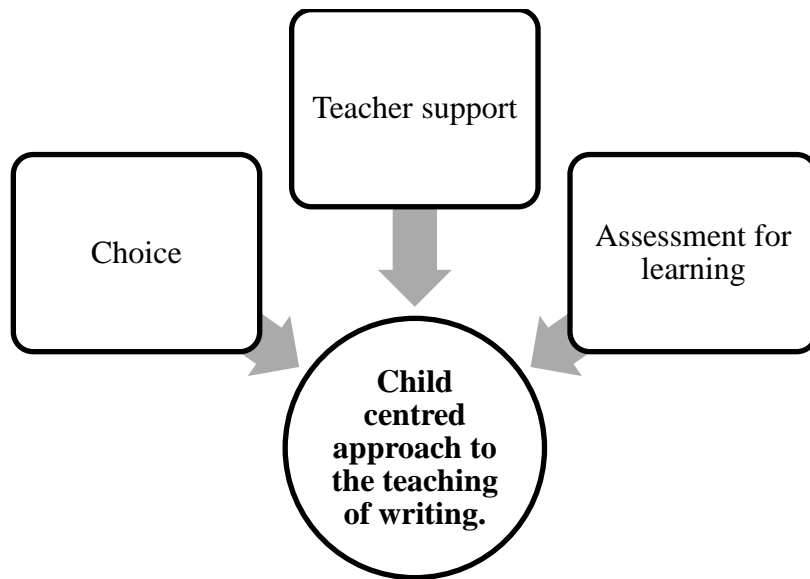 Teacher support
Choice
Assessment for
learning
Child
centred
approach to
the teaching
of writing.